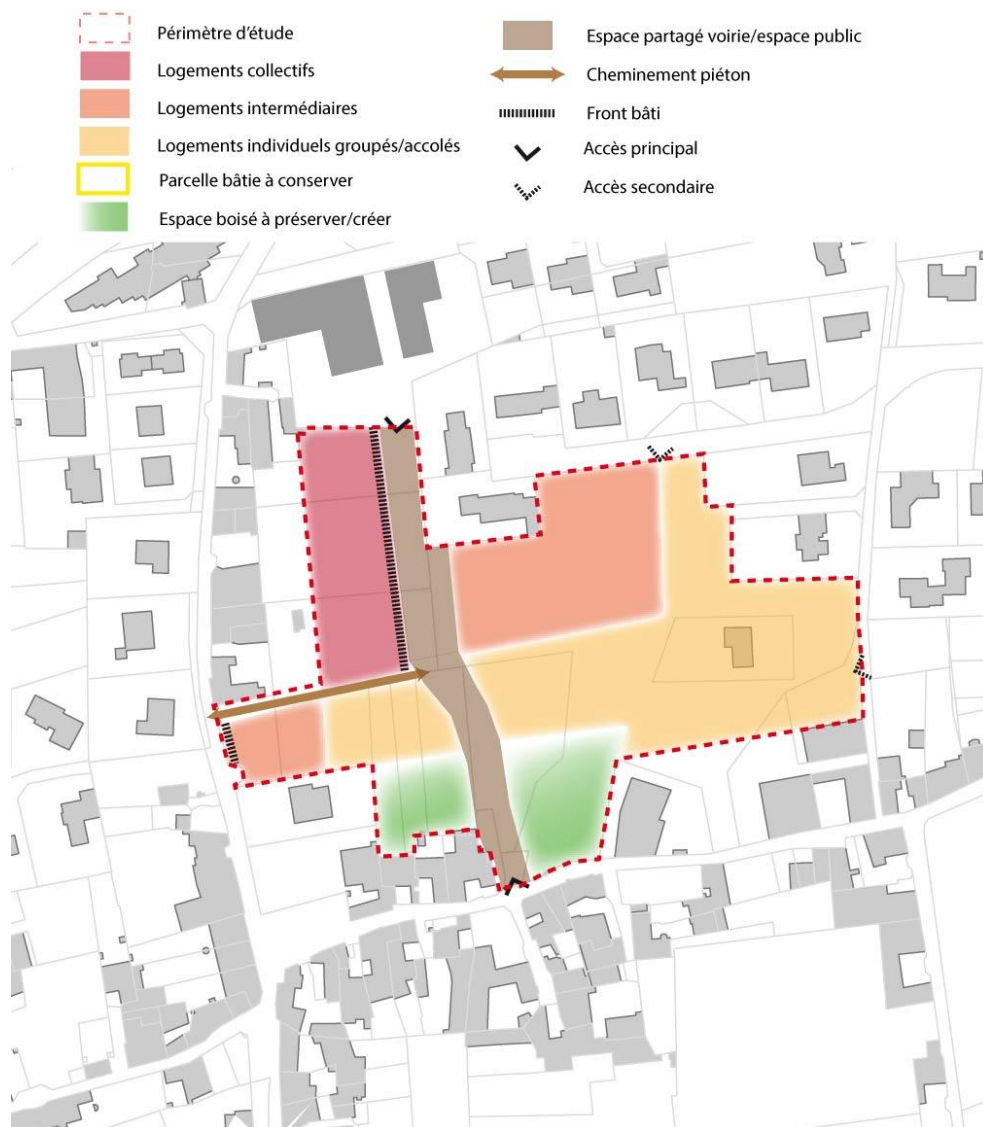 Périmètre d'étude
Logements collectifs
Logements intermédiaires
Logements individuels groupés/accolés
Parcelle bâtie à conserver
Espace boisé à préserver/créer
Espace partagé voirie/espace public
Cheminement piéton
Front bâti
Accès principal
Accès secondaire